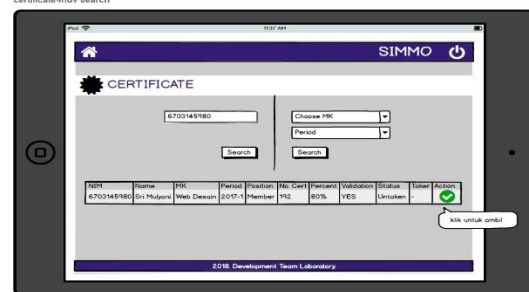 certificate-indv search
iPad
11:37 AM
SIMMO
CERTIFICATE
6703145980
Choose MK
Period
Search
Search
NIM Name MK Period Position No. Cert Percent Validation Status Taker Action
6703145980 Sri Mulyani Web Desain 2017-1 Member 192 80% YES Untaken -
klik untuk ambil
2018. Development Team Laboratory.